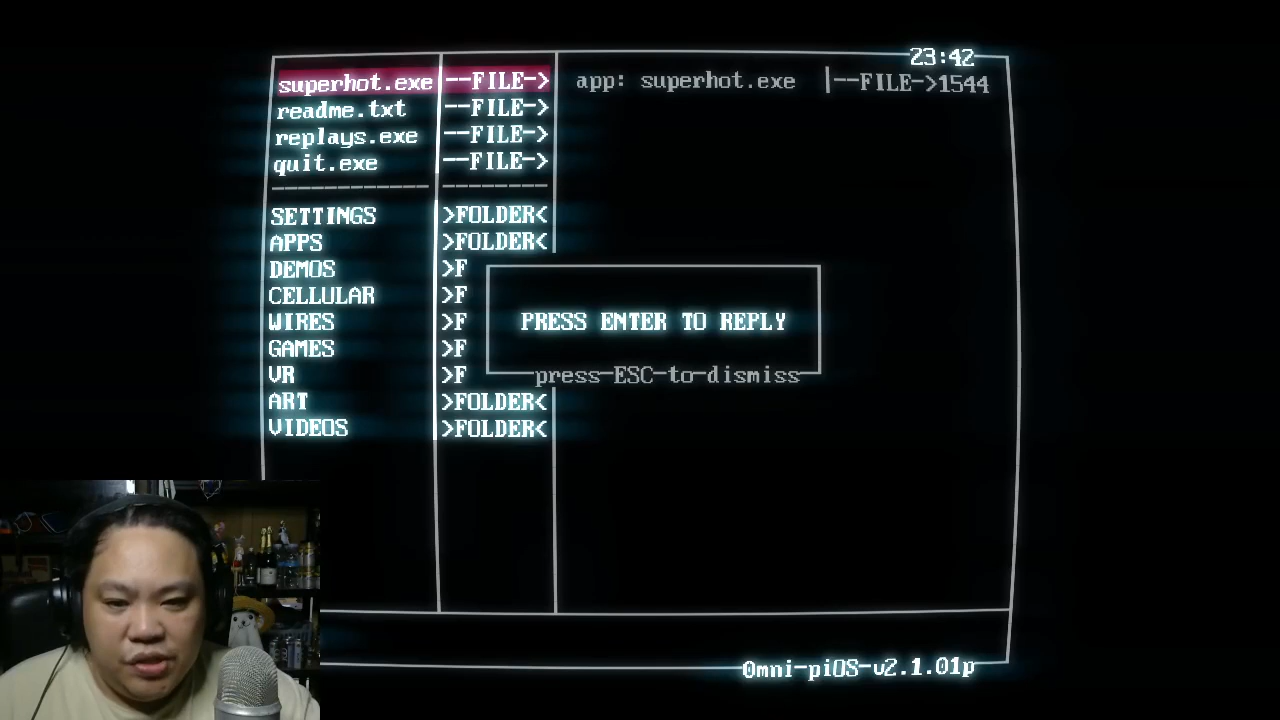 23:42
superhot.exe --FILE-> app: superhot.exe |--FILE->1544
readme.txt --FILE->
replays.exe --FILE->
quit.exe --FILE->
SETTINGS >FOLDER<
APPS >FOLDER<
DEMOS >F
CELLULAR >F
WIRES >F
GAMES >F
VR >F
ART >FOLDER<
VIDEOS >FOLDER<
PRESS ENTER TO REPLY
press-ESC-to-dismiss
Omni-piOS-v2.1.01p